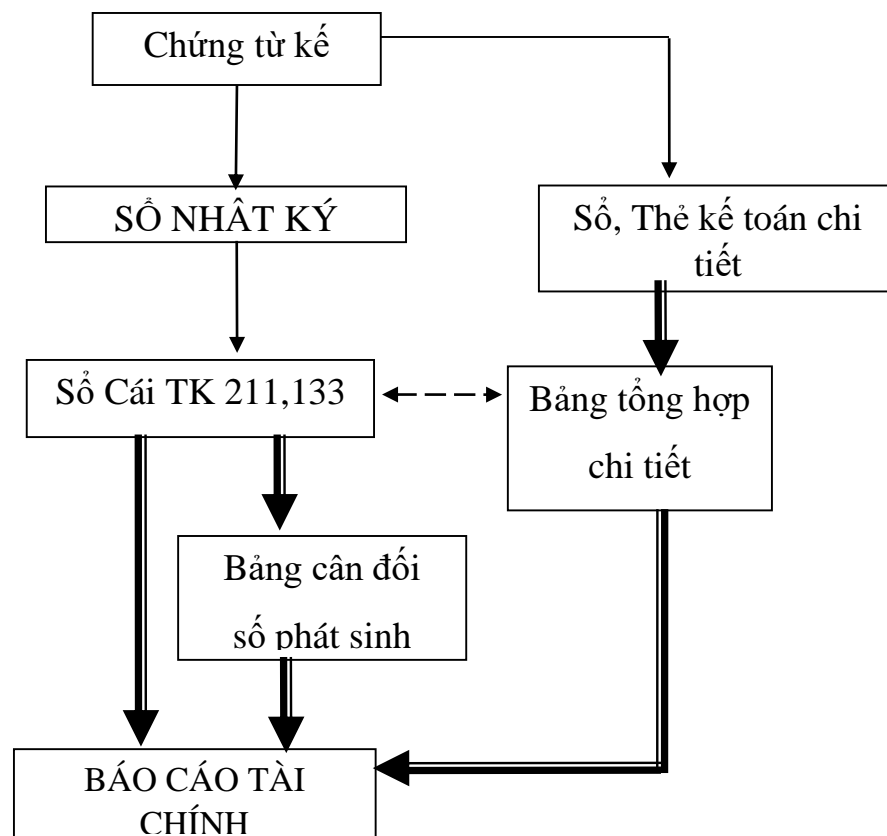 Chứng từ kế
SỔ NHÂT KÝ
Sổ, Thẻ kế toán chi
tiết
Sổ Cái TK 211,133
Bảng tổng hợp
chi tiết
Bảng cân đối
số phát sinh
BÁO CÁO TÀI
CHÍNH